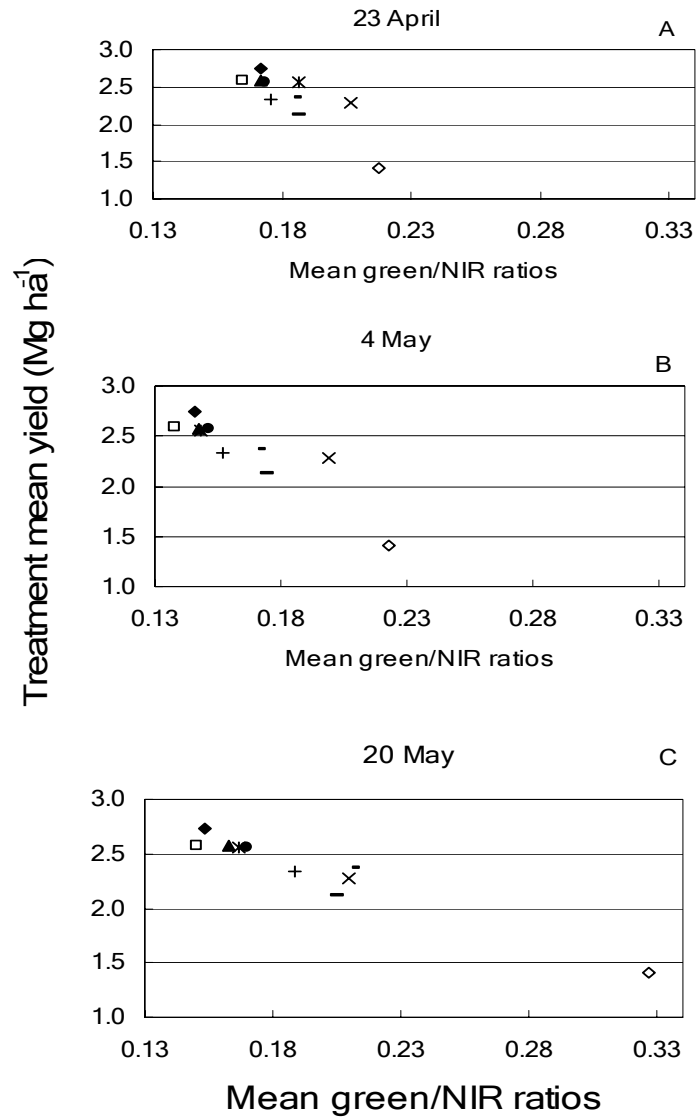 23 April
A
3.0
2.5
2.0
1.5
1.0
0.13 0.18 0.23 0.28 0.33
Mean green/NIR ratios
Treatment mean yield (Mg ha-1)
4 May
B
3.0
2.5
2.0
1.5
1.0
0.13 0.18 0.23 0.28 0.33
Mean green/NIR ratios
20 May
C
3.0
2.5
2.0
1.5
1.0
0.13 0.18 0.23 0.28 0.33
Mean green/NIR ratios